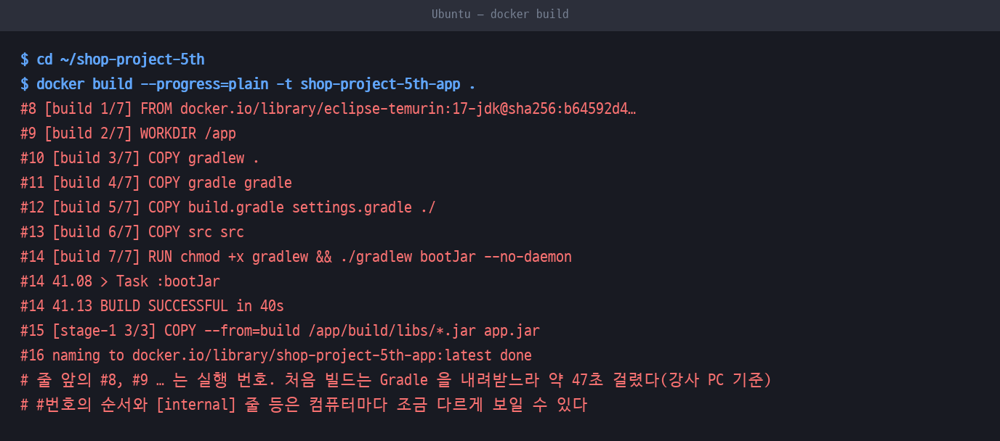 Ubuntu — docker build
$ cd ~/shop-project-5th
$ docker build --progress=plain -t shop-project-5th-app .
#8 [build 1/7] FROM docker.io/library/eclipse-temurin:17-jdk@sha256:b64592d4…
#9 [build 2/7] WORKDIR /app
#10 [build 3/7] COPY gradlew .
#11 [build 4/7] COPY gradle gradle
#12 [build 5/7] COPY build.gradle settings.gradle ./
#13 [build 6/7] COPY src src
#14 [build 7/7] RUN chmod +x gradlew && ./gradlew bootJar --no-daemon
#14 41.08 > Task :bootJar
#14 41.13 BUILD SUCCESSFUL in 40s
#15 [stage-1 3/3] COPY --from=build /app/build/libs/*.jar app.jar
#16 naming to docker.io/library/shop-project-5th-app:latest done
# 줄 앞의 #8, #9 … 는 실행 번호. 처음 빌드는 Gradle 을 내려받느라 약 47초 걸렸다(강사 PC 기준)
# #번호의 순서와 [internal] 줄 등은 컴퓨터마다 조금 다르게 보일 수 있다